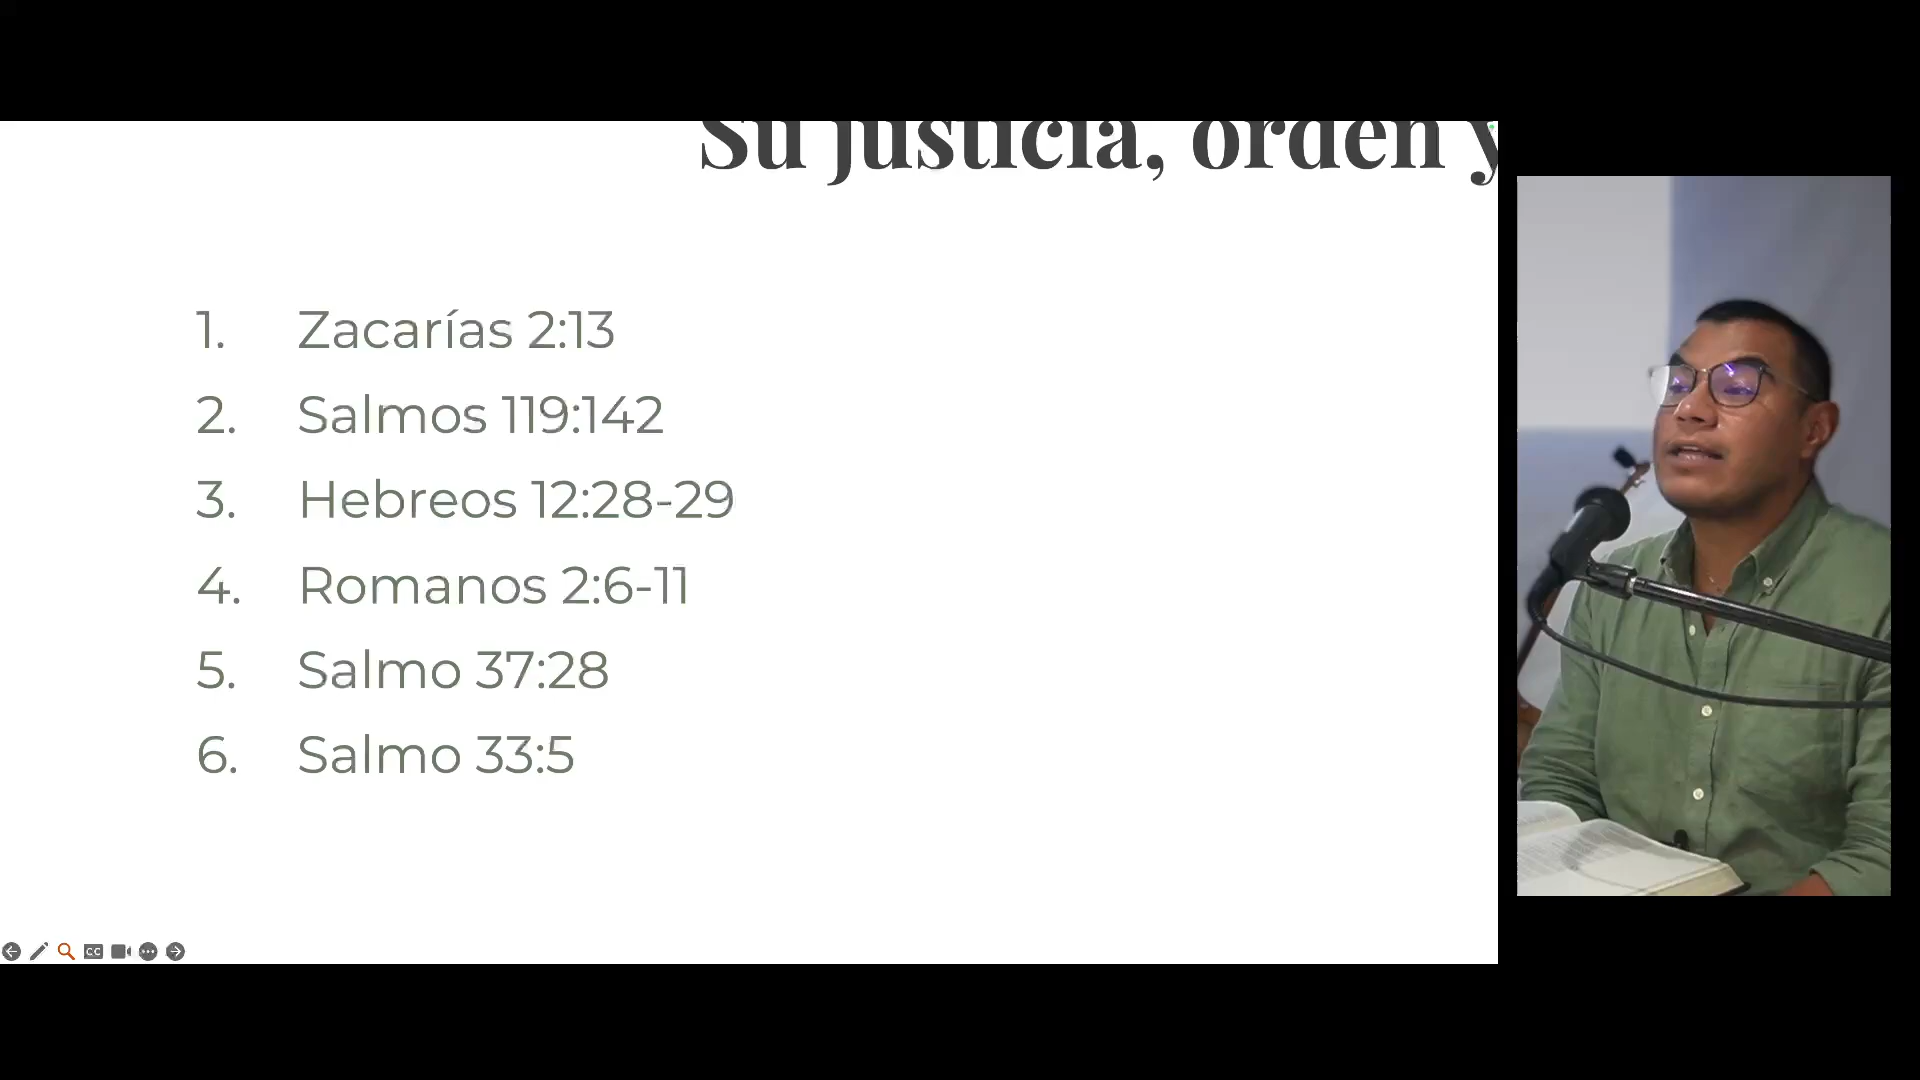 Su justicia, orden y
1. Zacarías 2:13
2. Salmos 119:142
3. Hebreos 12:28-29
4. Romanos 2:6-11
5. Salmo 37:28
6. Salmo 33:5
CC